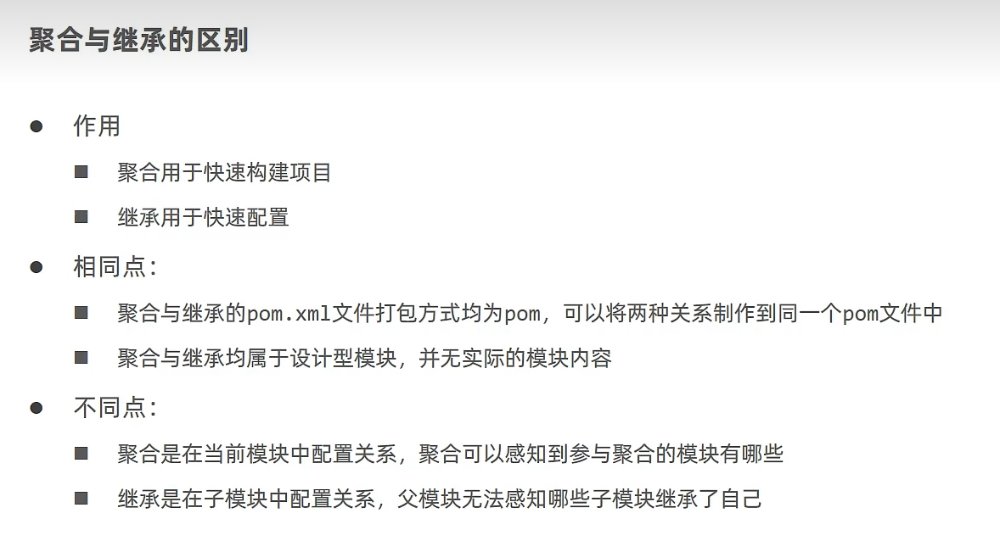 聚合与继承的区别
作用
聚合用于快速构建项目
继承用于快速配置
相同点：
聚合与继承的pom.xml文件打包方式均为pom，可以将两种关系制作到同一个pom文件中
聚合与继承均属于设计型模块，并无实际的模块内容
不同点：
聚合是在当前模块中配置关系，聚合可以感知到参与聚合的模块有哪些
继承是在子模块中配置关系，父模块无法感知哪些子模块继承了自己